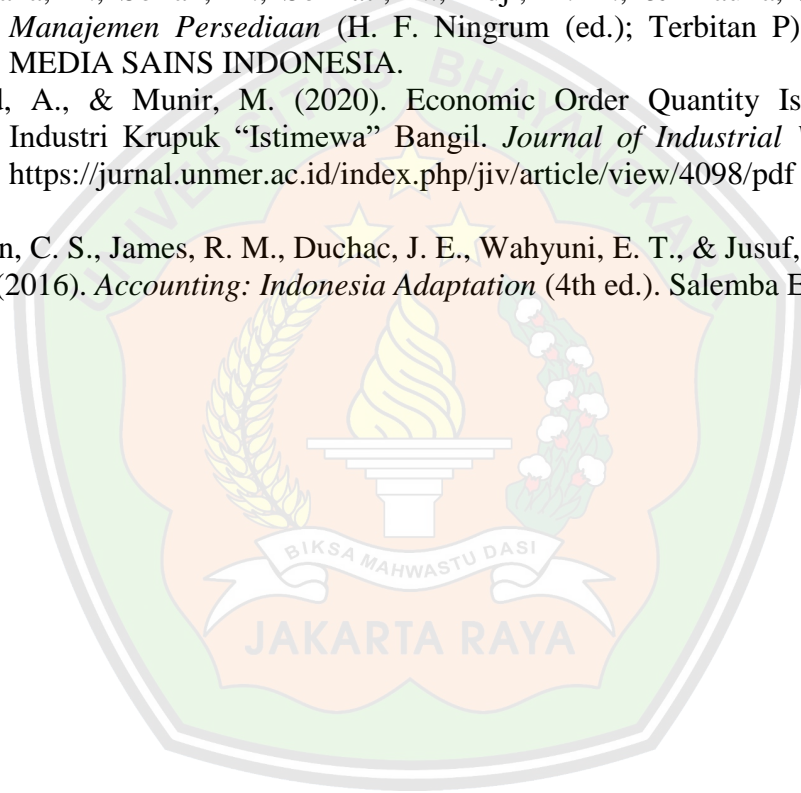 Manajemen Persediaan (H. F. Ningrum (ed.); Terbitan P)
MEDIA SAINS INDONESIA.
A., & Munir, M. (2020). Economic Order Quantity Is
Industri Krupuk “Istimewa” Bangil. Journal of Industrial
https://jurnal.unmer.ac.id/index.php/jiv/article/view/4098/pdf
n, C. S., James, R. M., Duchac, J. E., Wahyuni, E. T., & Jusuf,
(2016). Accounting: Indonesia Adaptation (4th ed.). Salemba E
UNIVERSITAS BHAYANGKARA
BIKSA MAHWASTU DASI
JAKARTA RAYA